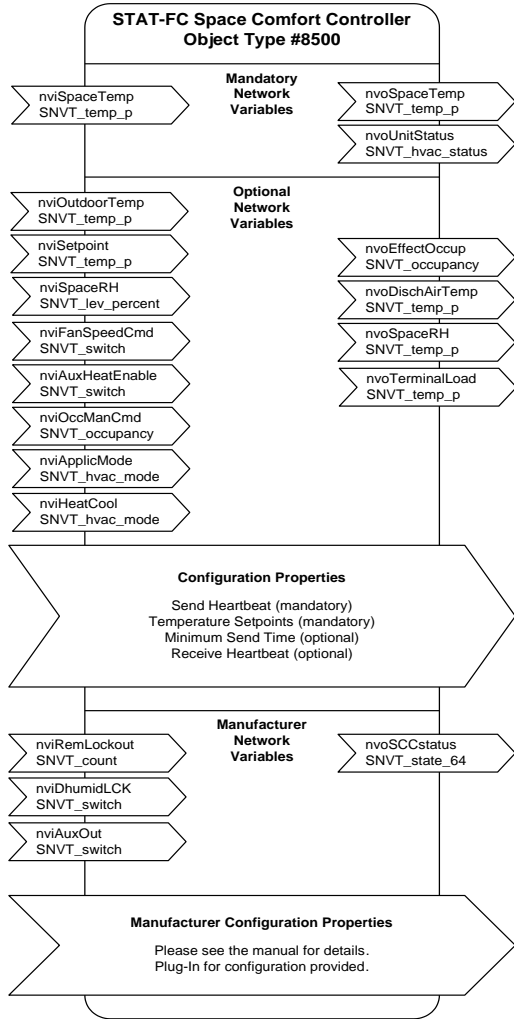 STAT-FC Space Comfort Controller
Object Type #8500
Mandatory
Network
Variables
nviSpaceTemp
SNVT_temp_p
nvoSpaceTemp
SNVT_temp_p
nvoUnitStatus
SNVT_hvac_status
Optional
Network
Variables
nviOutdoorTemp
SNVT_temp_p
nviSetpoint
SNVT_temp_p
nviSpaceRH
SNVT_lev_percent
nviFanSpeedCmd
SNVT_switch
nviAuxHeatEnable
SNVT_switch
nviOccManCmd
SNVT_occupancy
nviApplicMode
SNVT_hvac_mode
nviHeatCool
SNVT_hvac_mode
nvoEffectOccup
SNVT_occupancy
nvoDischAirTemp
SNVT_temp_p
nvoSpaceRH
SNVT_temp_p
nvoTerminalLoad
SNVT_temp_p
Configuration Properties
Send Heartbeat (mandatory)
Temperature Setpoints (mandatory)
Minimum Send Time (optional)
Receive Heartbeat (optional)
Manufacturer
Network
Variables
nviRemLockout
SNVT_count
nviDhumidLCK
SNVT_switch
nviAuxOut
SNVT_switch
nvoSCCstatus
SNVT_state_64
Manufacturer Configuration Properties
Please see the manual for details.
Plug-In for configuration provided.